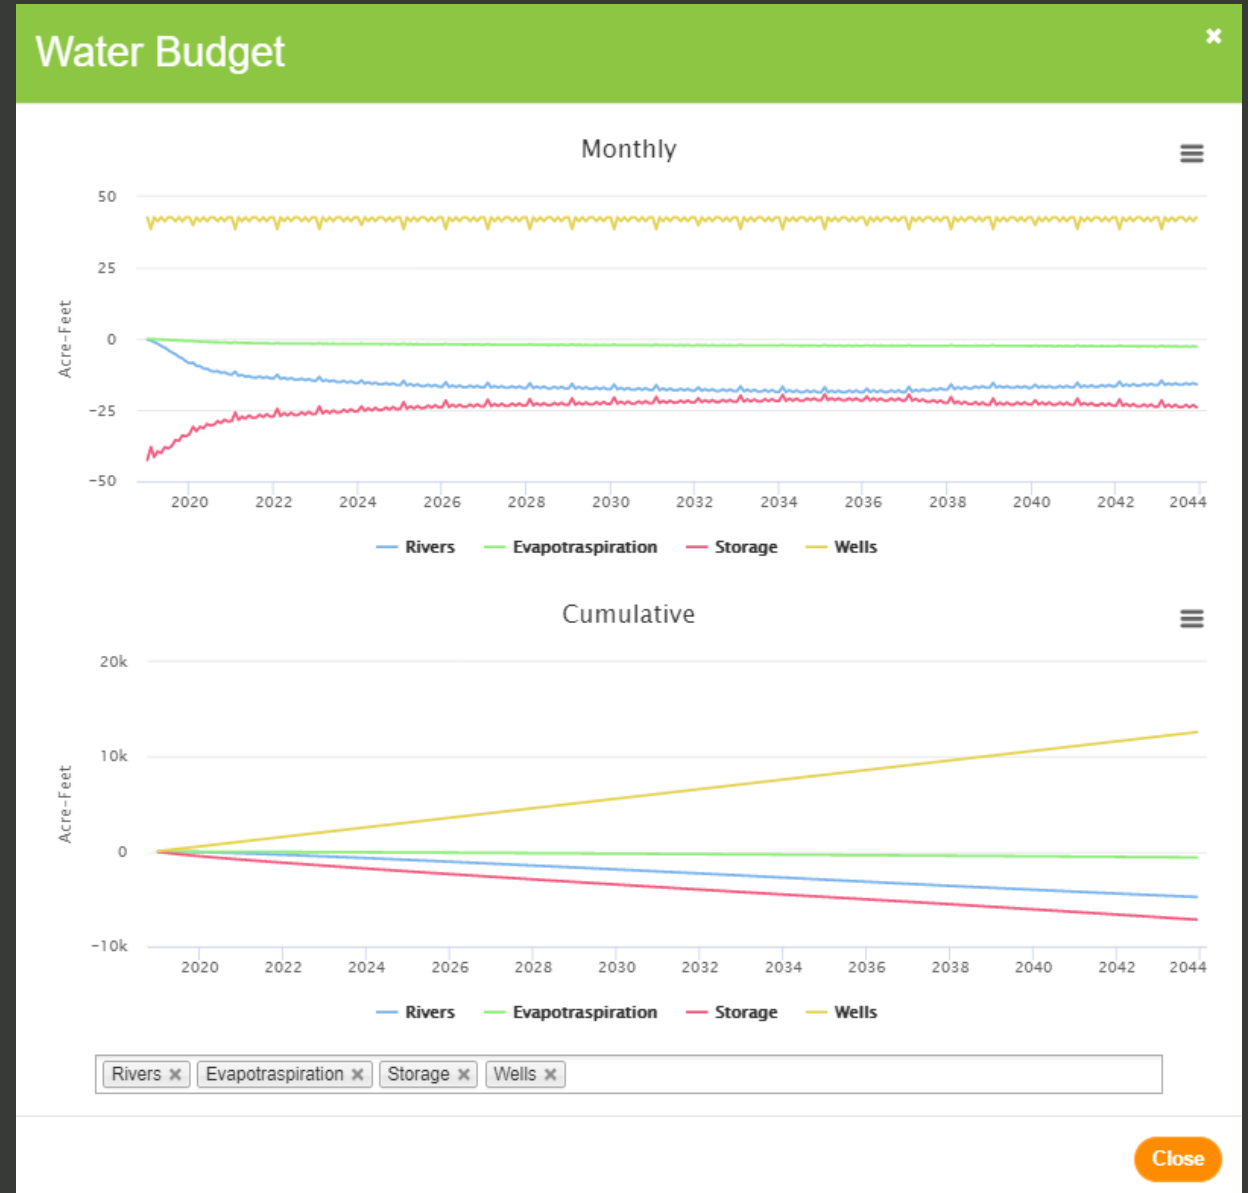 Water Budget
Monthly
50
25
0
−25
−50
Acre-Feet
2020 2022 2024 2026 2028 2030 2032 2034 2036 2038 2040 2042 2044
Rivers Evapotraspiration Storage Wells
Cumulative
20k
10k
0
−10k
Acre-Feet
2020 2022 2024 2026 2028 2030 2032 2034 2036 2038 2040 2042 2044
Rivers Evapotraspiration Storage Wells
Rivers × Evapotraspiration × Storage × Wells ×
Close